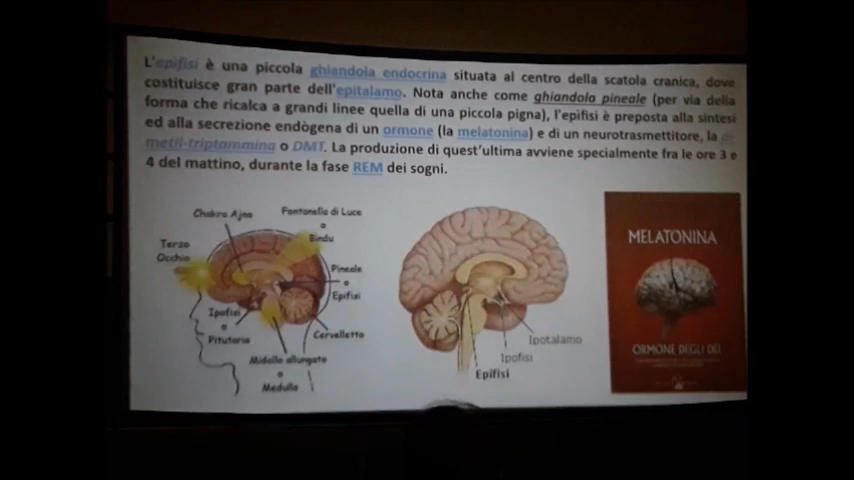 L'epifisi è una piccola ghiandola endocrina situata al centro della scatola cranica, dove
costituisce gran parte dell'epitalamo. Nota anche come ghiandola pineale (per via della
forma che ricalca a grandi linee quella di una piccola pigna), l'epifisi è preposta alla sintesi
ed alla secrezione endògena di un ormone (la melatonina) e di un neurotrasmettitore, la di-
metil-triptammina o DMT. La produzione di quest'ultima avviene specialmente fra le ore 3 e
4 del mattino, durante la fase REM dei sogni.
Chakra Ajna
Fontanella di Luce
o
Bindu
Terzo
Occhio
Pineale
o
Epifisi
Ipofisi
o
Pituitaria
Cervelletto
Midollo allungato
o
Medulla
Ipotalamo
Ipofisi
Epifisi
MELATONINA
ORMONE DEGLI DEI